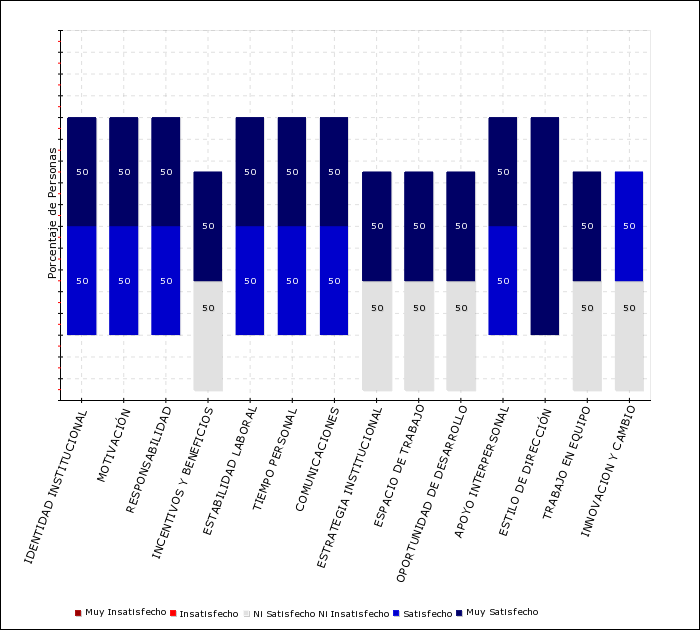 Porcentaje de Personas
50 50 50 50 50 50 50 50
50 50 50 50 50 50 50
50 50 50 50 50 50 50
50 50 50 50 50 50
IDENTIDAD INSTITUCIONAL
MOTIVACIÓN
RESPONSABILIDAD
INCENTIVOS Y BENEFICIOS
ESTABILIDAD LABORAL
TIEMPO PERSONAL
COMUNICACIONES
ESTRATEGIA INSTITUCIONAL
ESPACIO DE TRABAJO
OPORTUNIDAD DE DESARROLLO
APOYO INTERPERSONAL
ESTILO DE DIRECCIÓN
TRABAJO EN EQUIPO
INNOVACION Y CAMBIO
Muy Insatisfecho Insatisfecho Ni Satisfecho Ni Insatisfecho Satisfecho Muy Satisfecho